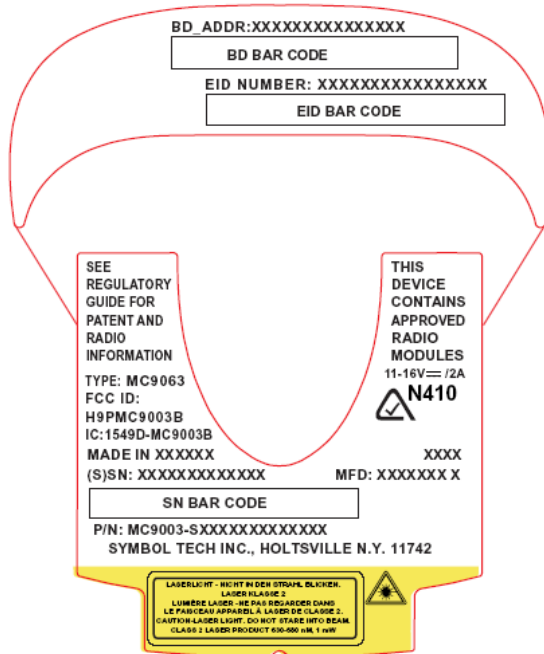 BD_ADDR:XXXXXXXXXXXXXXX
BD BAR CODE
EID NUMBER: XXXXXXXXXXXXXXXX
EID BAR CODE
SEE
REGULATORY
GUIDE FOR
PATENT AND
RADIO
INFORMATION
THIS
DEVICE
CONTAINS
APPROVED
RADIO
MODULES
11-16V⎓ /2A
N410
TYPE: MC9063
FCC ID:
H9PMC9003B
IC:1549D-MC9003B
MADE IN XXXXXX
XXXX
(S)SN: XXXXXXXXXXXXX
MFD: XXXXXXX X
SN BAR CODE
P/N: MC9003-SXXXXXXXXXXXXX
SYMBOL TECH INC., HOLTSVILLE N.Y. 11742
LASERLICHT - NICHT IN DEN STRAHL BLICKEN.
LASER KLASSE 2
LUMIÈRE LASER - NE PAS REGARDER DANS
LE FAISCEAU APPAREIL À LASER DE CLASSE 2.
CAUTION-LASER LIGHT. DO NOT STARE INTO BEAM.
CLASS 2 LASER PRODUCT 630-680 nM, 1 mW